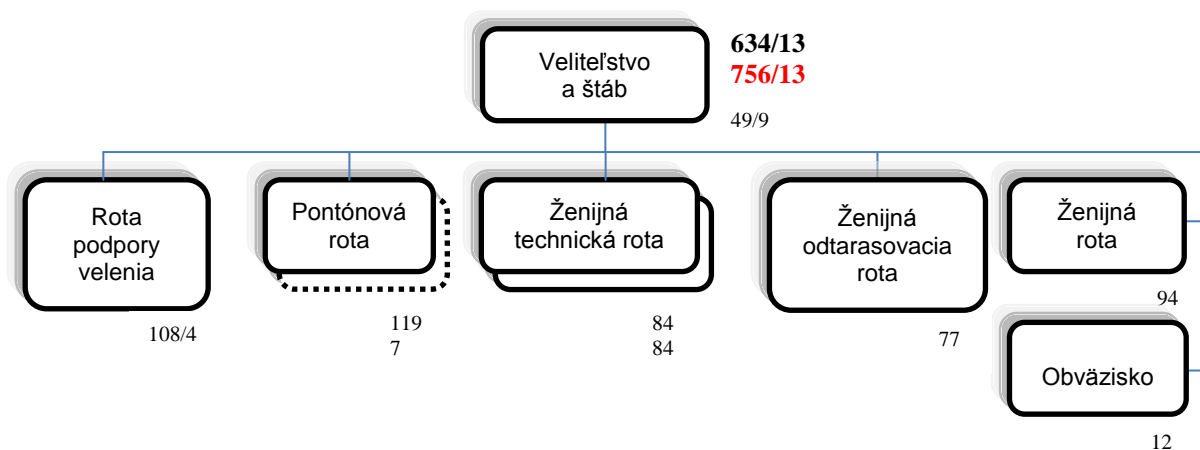 Veliteľstvo
a štáb
634/13
756/13
49/9
Rota
podpory
velenia
108/4
Pontónová
rota
119
7
Ženijná
technická rota
84
84
Ženijná
odtarasovacia
rota
77
Ženijná
rota
94
Obväzisko
12